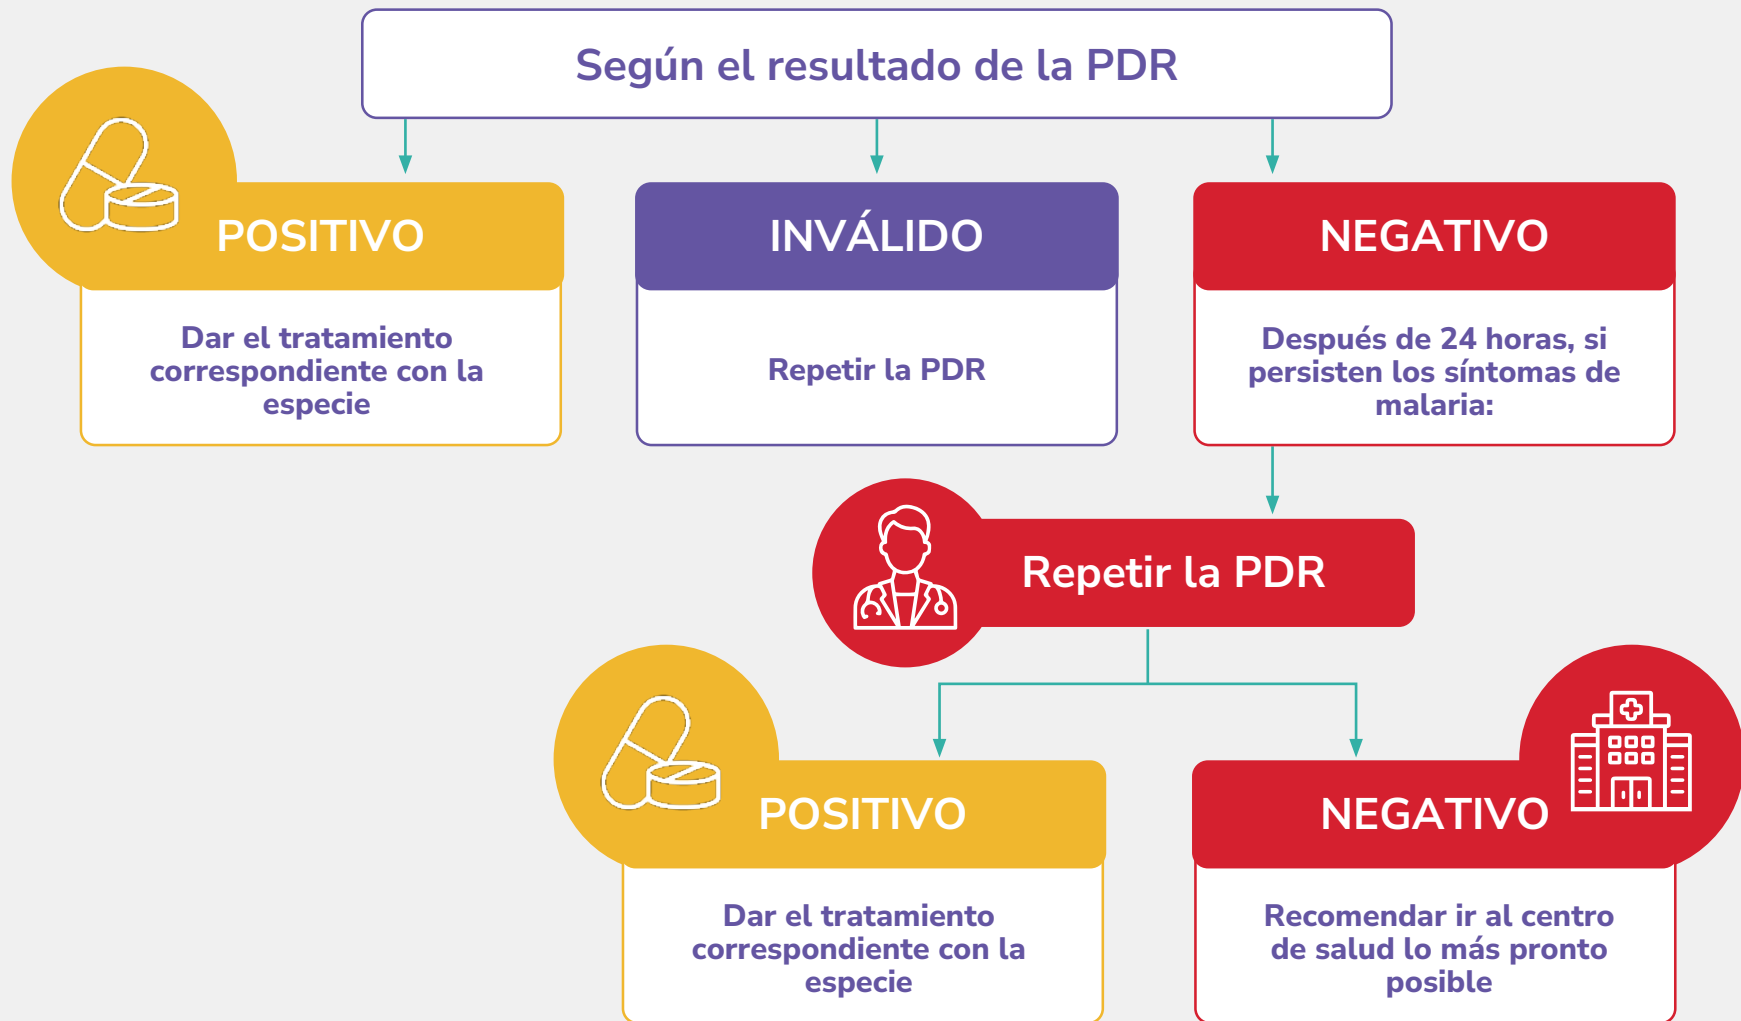 Según el resultado de la PDR
POSITIVO
Dar el tratamiento
correspondiente con la
especie
INVÁLIDO
Repetir la PDR
NEGATIVO
Después de 24 horas, si
persisten los síntomas de
malaria:
Repetir la PDR
POSITIVO
Dar el tratamiento
correspondiente con la
especie
NEGATIVO
Recomendar ir al centro
de salud lo más pronto
posible